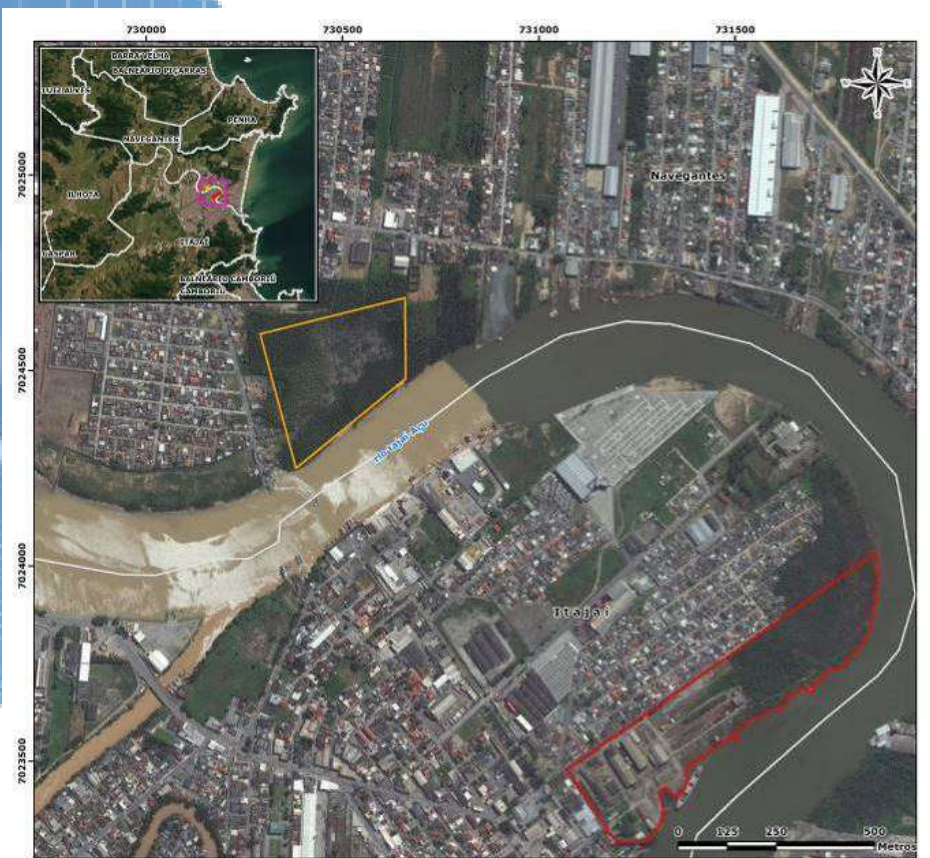 730000 730500 731000 731500
BARRA VELHA
BALNEÁRIO PIÇARRAS
LUIZ ALVES
PENHA
NAVEGANTES
ILHOTA
ITAJAÍ
GASPAR
BALNEÁRIO CAMBORIÚ
CAMBORIÚ
N
Navegantes
7025000
7024500
rio Itajaí-Açu
7024000
Itajaí
7023500
0 125 250 500
Metros